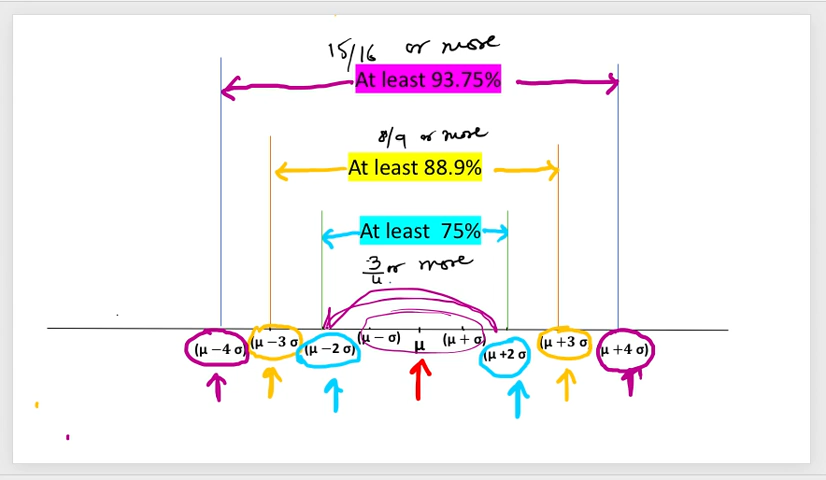 15/16 or more
At least 93.75%
8/9 or more
At least 88.9%
At least 75%
3/4 or more
(μ −4 σ) (μ −3 σ (μ −2 σ) (μ − σ) μ (μ + σ) (μ +2 σ (μ +3 σ (μ +4 σ)